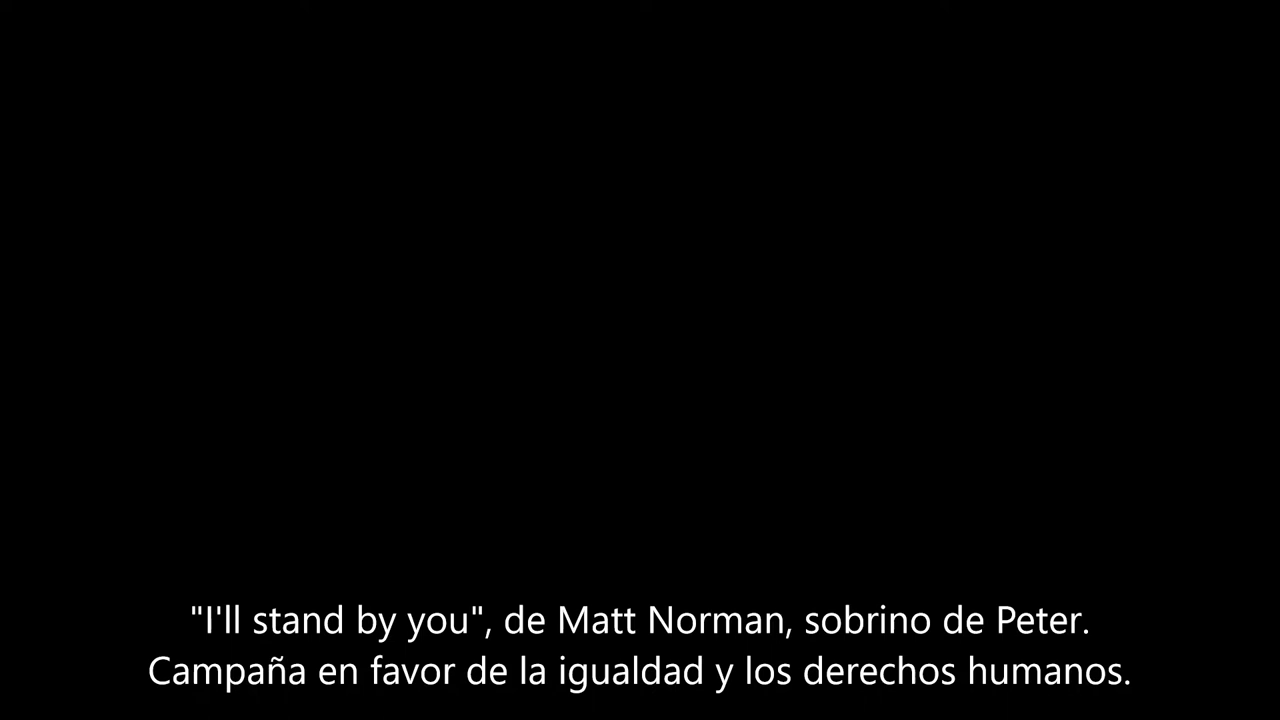 "I'll stand by you", de Matt Norman, sobrino de Peter.
Campaña en favor de la igualdad y los derechos humanos.